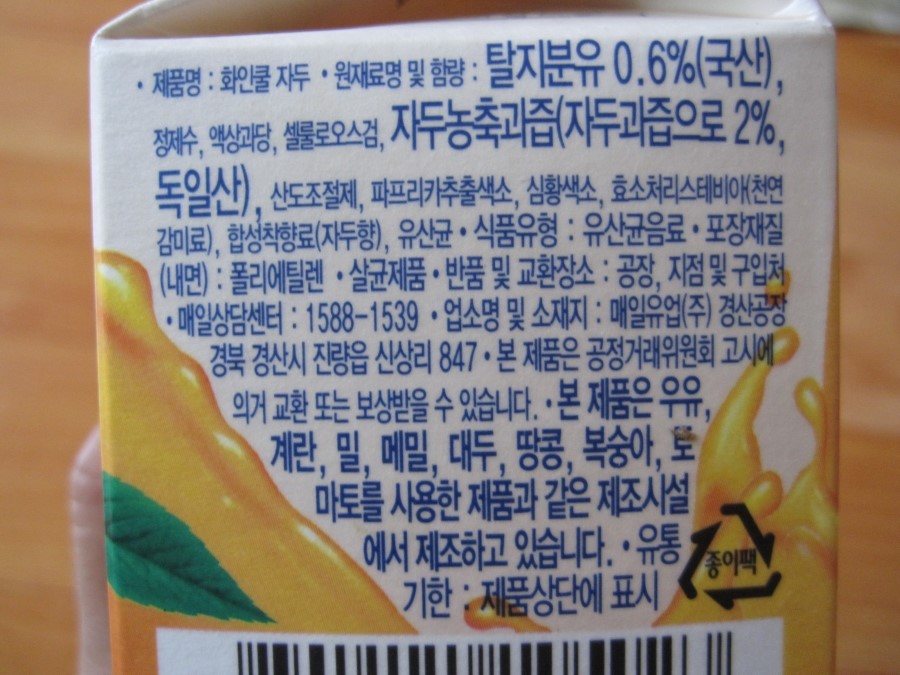 · 제품명 : 화인쿨 자두 · 원재료명 및 함량 : 탈지분유 0.6%(국산),
정제수, 액상과당, 셀룰로오스검, 자두농축과즙(자두과즙으로 2%,
독일산), 산도조절제, 파프리카추출색소, 심황색소, 효소처리스테비아(천연
감미료), 합성착향료(자두향), 유산균 · 식품유형 : 유산균음료 · 포장재질
(내면) : 폴리에틸렌 · 살균제품 · 반품 및 교환장소 : 공장, 지점 및 구입처
· 매일상담센터 : 1588-1539 · 업소명 및 소재지 : 매일유업(주) 경산공장
경북 경산시 진량읍 신상리 847 · 본 제품은 공정거래위원회 고시에
의거 교환 또는 보상받을 수 있습니다. · 본 제품은 우유,
계란, 밀, 메밀, 대두, 땅콩, 복숭아, 토
마토를 사용한 제품과 같은 제조시설
에서 제조하고 있습니다. · 유통
기한 : 제품상단에 표시
종이팩